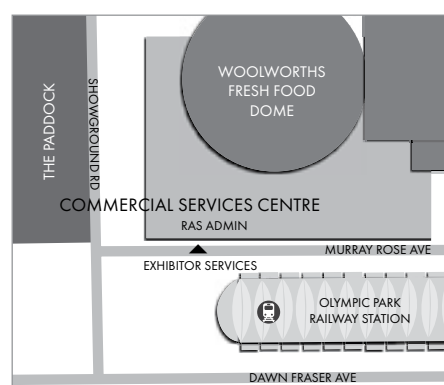 WOOLWORTHS
FRESH FOOD
DOME
THE PADDOCK
SHOWGROUND RD
COMMERCIAL SERVICES CENTRE
RAS ADMIN
MURRAY ROSE AVE
EXHIBITOR SERVICES
OLYMPIC PARK
RAILWAY STATION
DAWN FRASER AVE